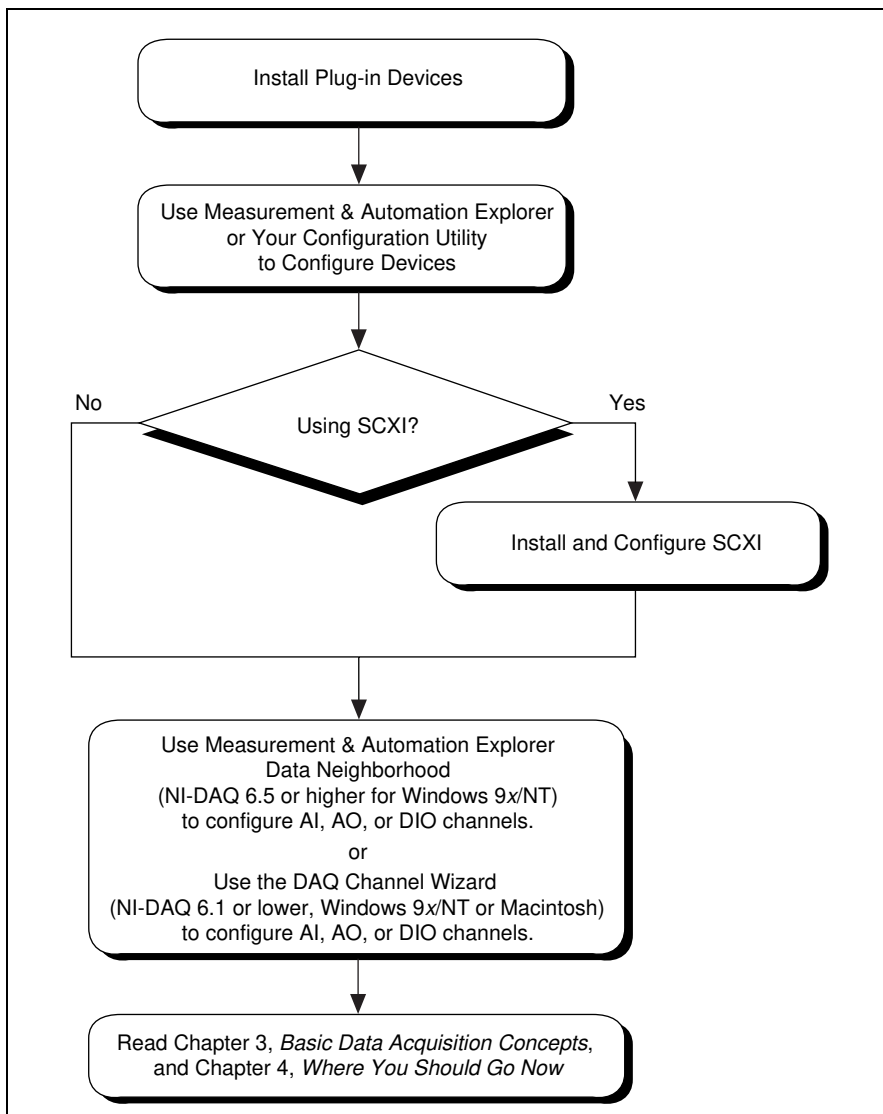 Install Plug-in Devices
Use Measurement & Automation Explorer
or Your Configuration Utility
to Configure Devices
No
Yes
Using SCXI?
Install and Configure SCXI
Use Measurement & Automation Explorer
Data Neighborhood
(NI-DAQ 6.5 or higher for Windows 9x/NT)
to configure AI, AO, or DIO channels.
or
Use the DAQ Channel Wizard
(NI-DAQ 6.1 or lower, Windows 9x/NT or Macintosh)
to configure AI, AO, or DIO channels.
Read Chapter 3, Basic Data Acquisition Concepts,
and Chapter 4, Where You Should Go Now